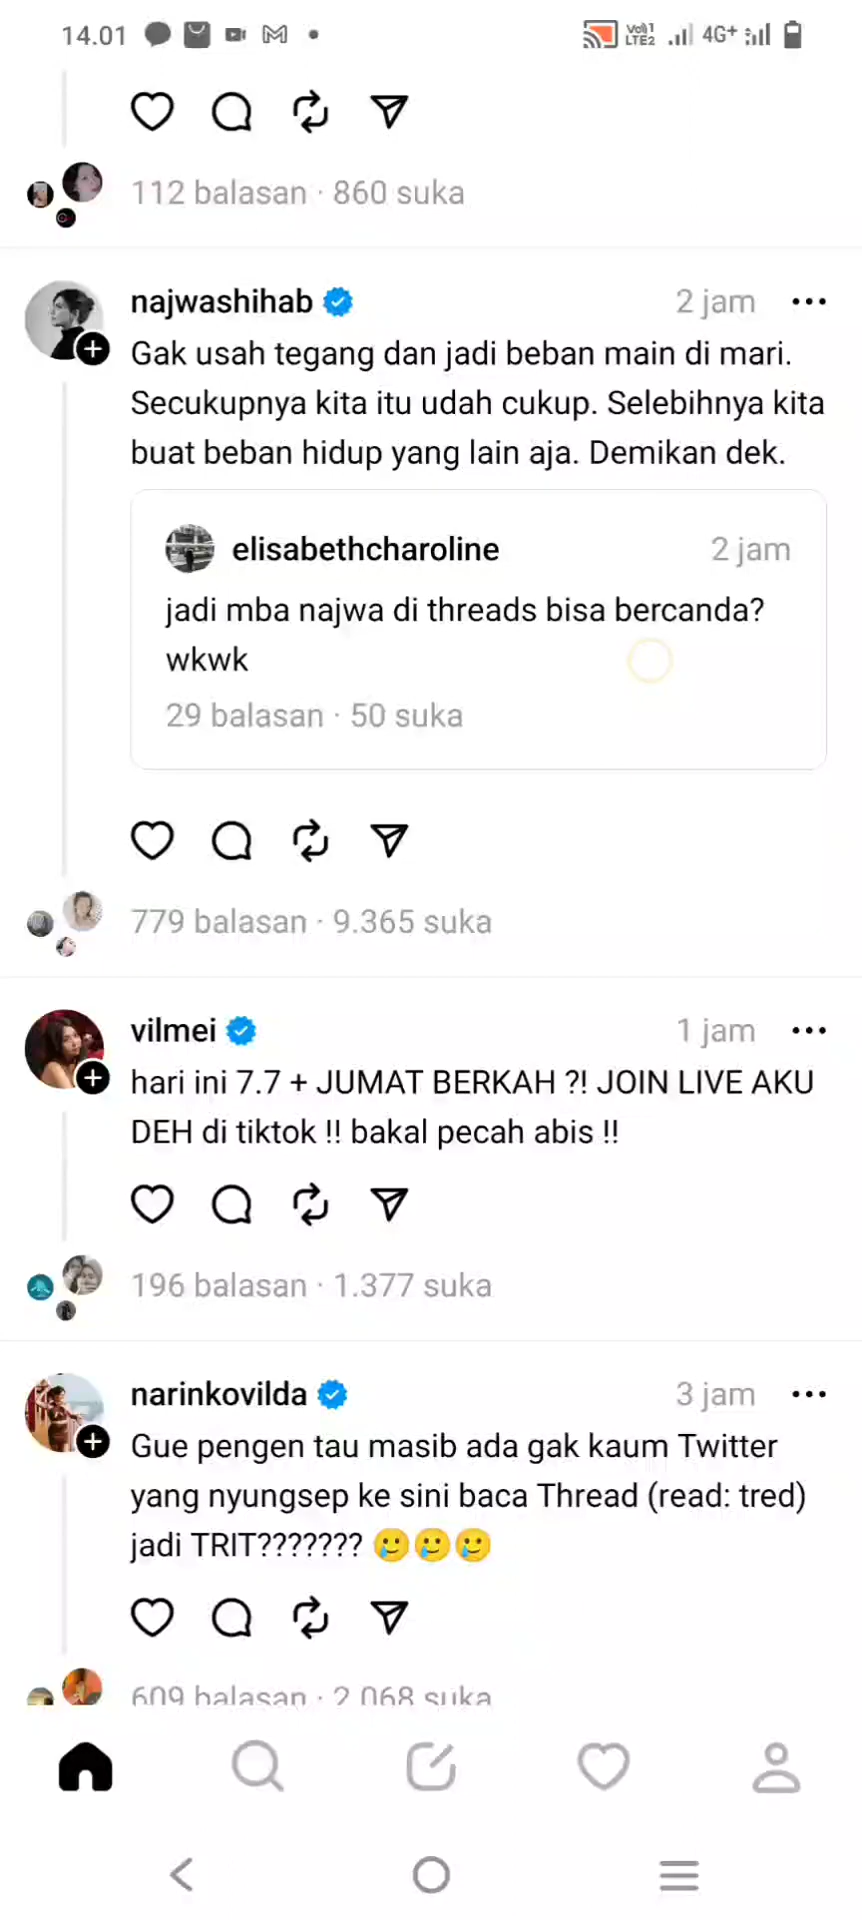 14.01
Vo)) 1
LTE2
4G+
112 balasan · 860 suka
najwashihab
2 jam
Gak usah tegang dan jadi beban main di mari.
Secukupnya kita itu udah cukup. Selebihnya kita
buat beban hidup yang lain aja. Demikan dek.
elisabethcharoline
2 jam
jadi mba najwa di threads bisa bercanda?
wkwk
29 balasan · 50 suka
779 balasan · 9.365 suka
vilmei
1 jam
hari ini 7.7 + JUMAT BERKAH ?! JOIN LIVE AKU
DEH di tiktok !! bakal pecah abis !!
196 balasan · 1.377 suka
narinkovilda
3 jam
Gue pengen tau masib ada gak kaum Twitter
yang nyungsep ke sini baca Thread (read: tred)
jadi TRIT??????? 🥲🥲🥲
609 balasan · 2.068 suka